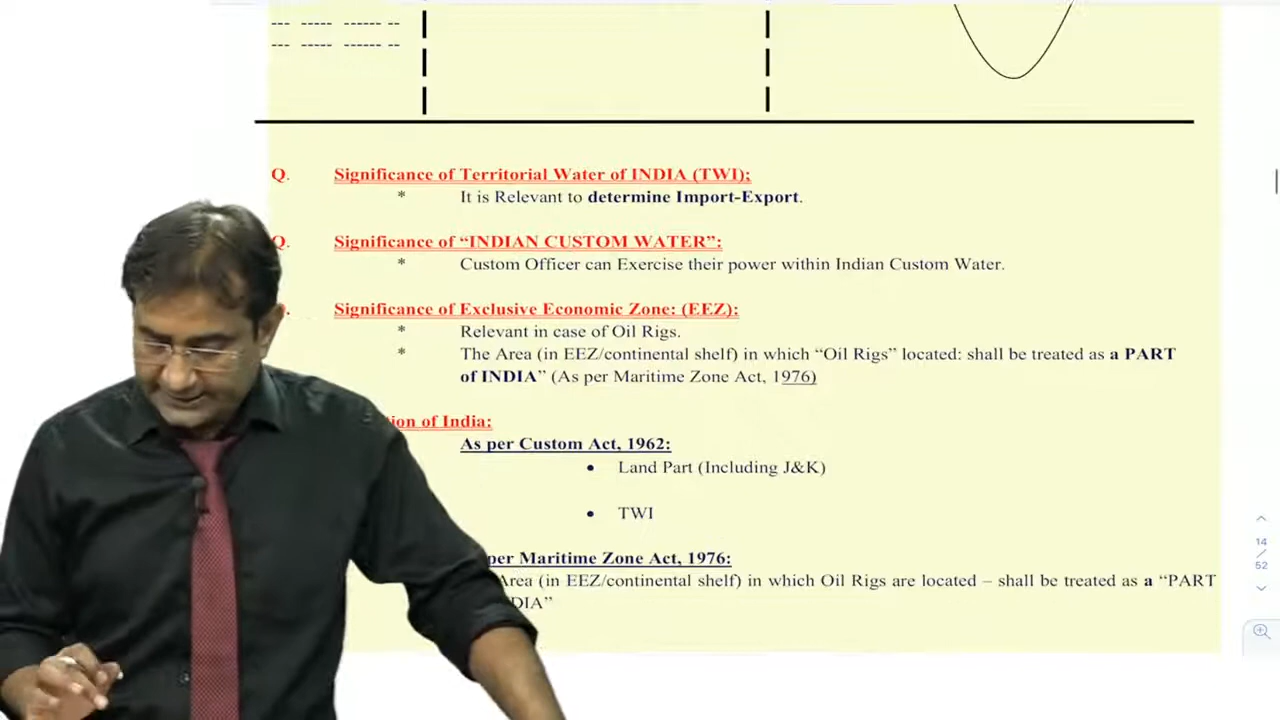 --- ----- ------ --
--- ----- ------ --
Q. Significance of Territorial Water of INDIA (TWI);
* It is Relevant to determine Import-Export.
Q. Significance of “INDIAN CUSTOM WATER”:
* Custom Officer can Exercise their power within Indian Custom Water.
Significance of Exclusive Economic Zone: (EEZ):
* Relevant in case of Oil Rigs.
* The Area (in EEZ/continental shelf) in which “Oil Rigs” located: shall be treated as a PART
of INDIA” (As per Maritime Zone Act, 1976)
of India:
As per Custom Act, 1962:
• Land Part (Including J&K)
• TWI
per Maritime Zone Act, 1976:
Area (in EEZ/continental shelf) in which Oil Rigs are located – shall be treated as a “PART
14
/
52